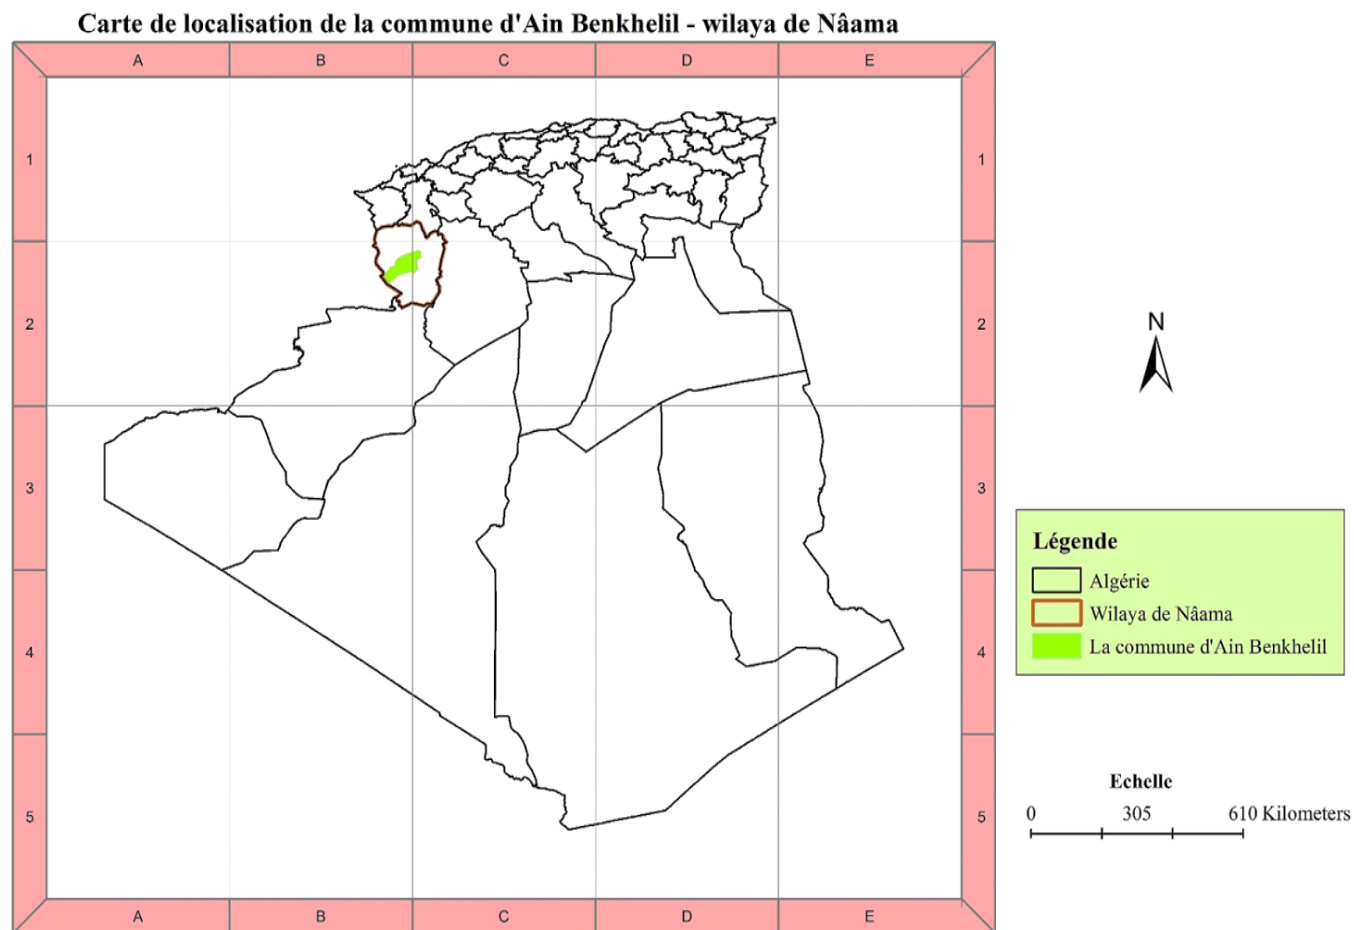 Carte de localisation de la commune d'Ain Benkhelil - wilaya de Nâama
A B C D E
1 1
2 2
N
3 3
Légende
Algérie
Wilaya de Nâama
La commune d'Ain Benkhelil
4 4
Echelle
0 305 610 Kilometers
5 5
A B C D E